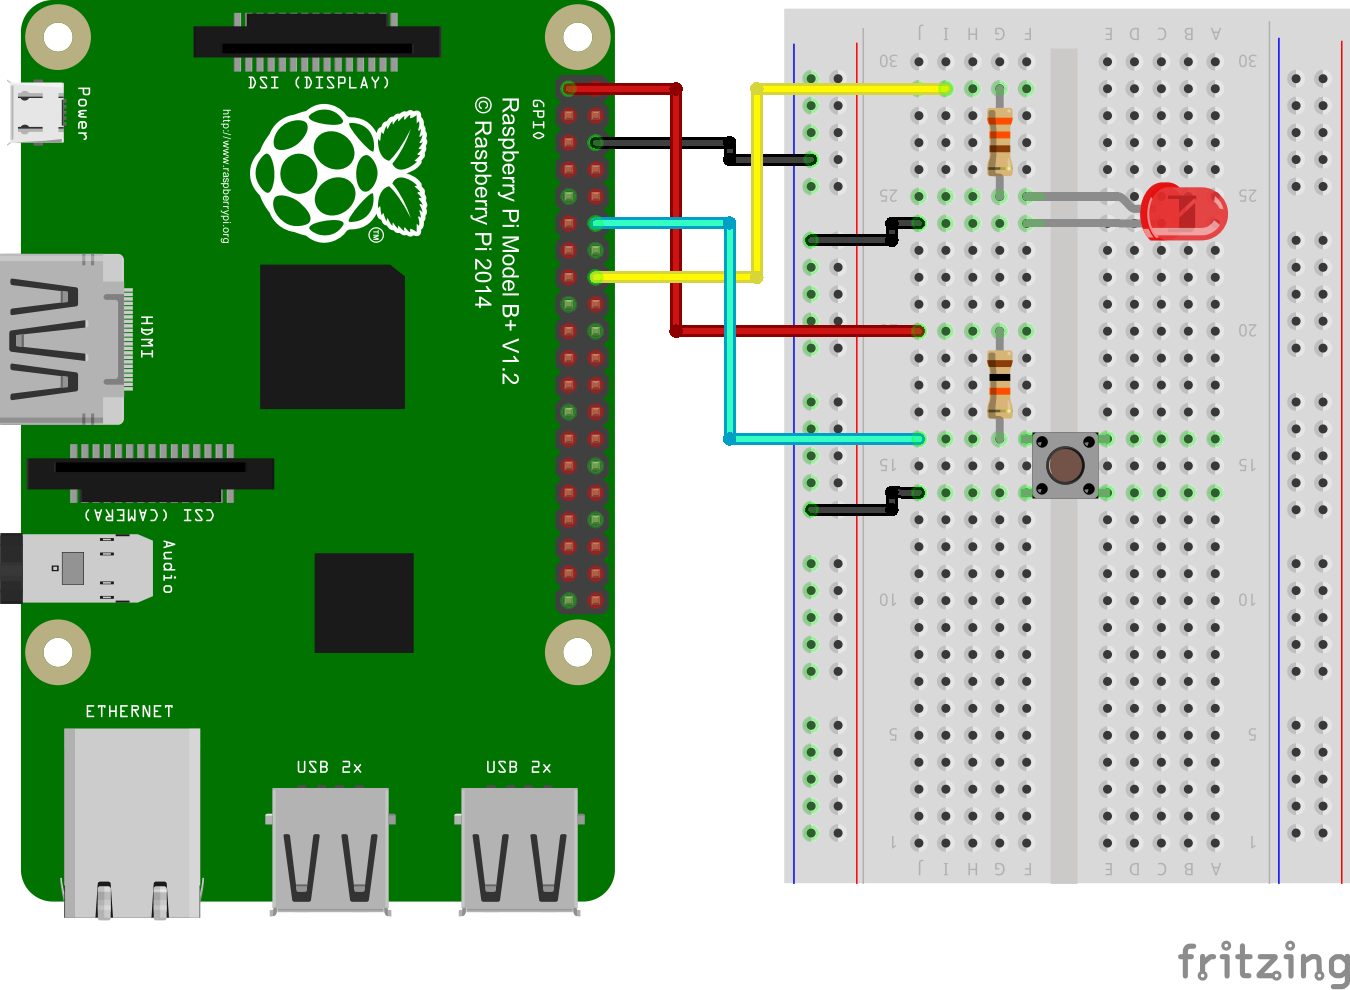 DSI (DISPLAY)
Power
http://www.raspberrypi.org
TM
GPIO
Raspberry Pi Model B+ V1.2
© Raspberry Pi 2014
HDMI
CSI (CAMERA)
Audio
ETHERNET
USB 2x
USB 2x
J I H G F E D C B A
30 30
25 25
20
15 15
10 10
5 5
1 1
J I H G F E D C B A
fritzing